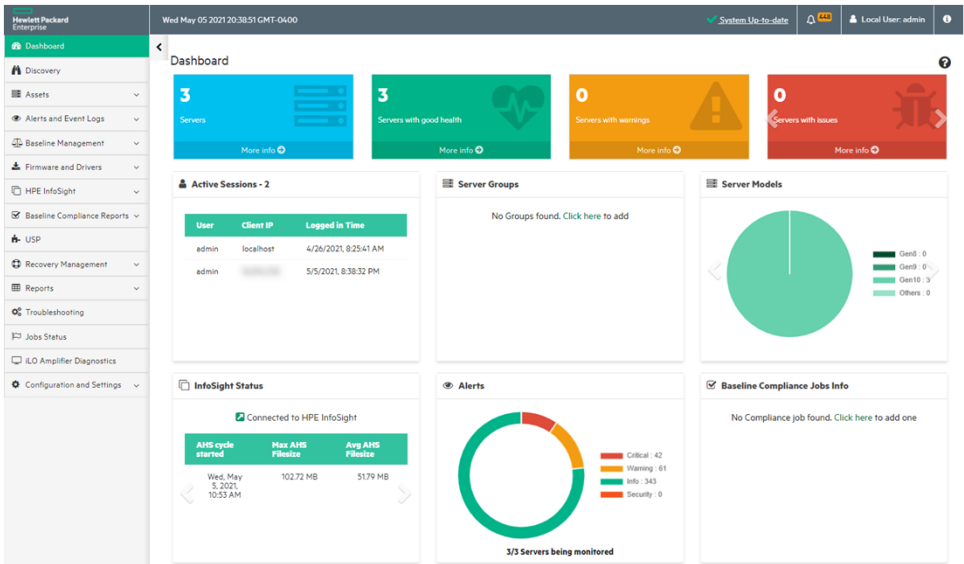 Hewlett Packard
Enterprise
Wed May 05 2021 20:38:51 GMT-0400
System Up-to-date
Local User: admin
Dashboard
Discovery
Assets
Alerts and Event Logs
Baseline Management
Firmware and Drivers
HPE InfoSight
Baseline Compliance Reports
USP
Recovery Management
Reports
Troubleshooting
Jobs Status
iLO Amplifier Diagnostics
Configuration and Settings
Dashboard
3
Servers
More info
3
Servers with good health
More info
0
Servers with warnings
More info
0
Servers with issues
More info
Active Sessions - 2
User Client IP Logged in Time
admin localhost 4/26/2021, 8:25:41 AM
admin 5/5/2021, 8:38:32 PM
Server Groups
No Groups found. Click here to add
Server Models
Gen8 : 0
Gen9 : 0
Gen10 : 3
Others : 0
InfoSight Status
Connected to HPE InfoSight
AHS cycle started Max AHS Filesize Avg AHS Filesize
Wed, May 5, 2021, 10:53 AM 102.72 MB 51.79 MB
Alerts
Critical : 42
Warning : 61
Info : 343
Security : 0
3/3 Servers being monitored
Baseline Compliance Jobs Info
No Compliance job found. Click here to add one